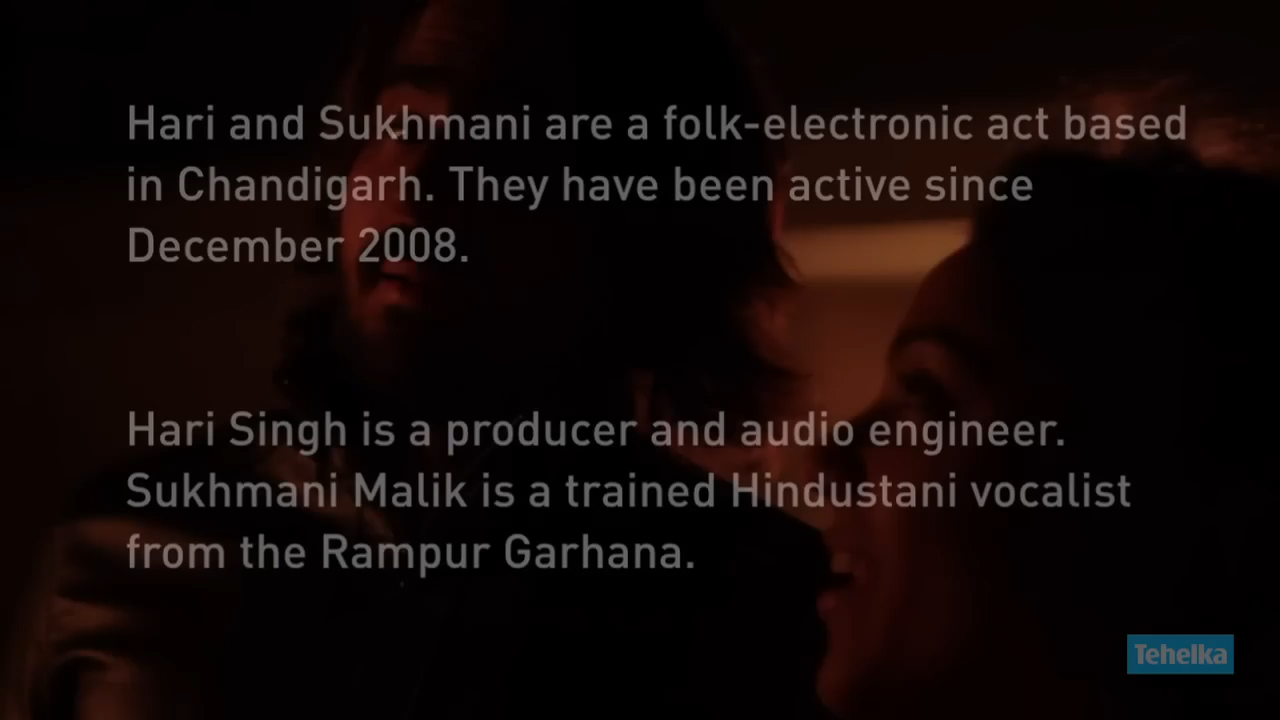 Hari and Sukhmani are a folk-electronic act based
in Chandigarh. They have been active since
December 2008.
Hari Singh is a producer and audio engineer.
Sukhmani Malik is a trained Hindustani vocalist
from the Rampur Garhana.
Tehelka